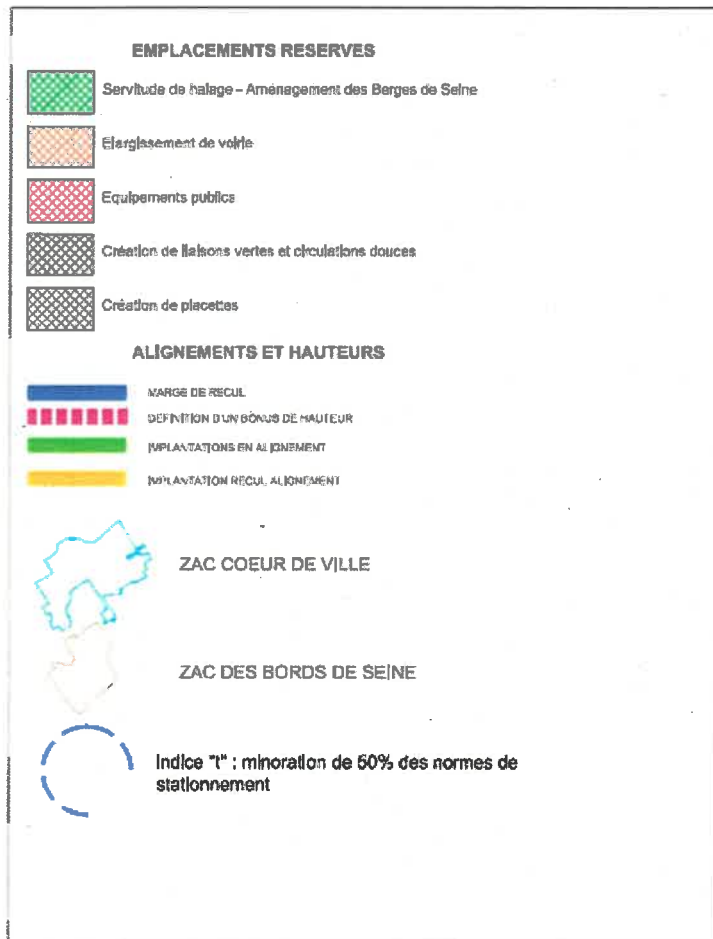 EMPLACEMENTS RESERVES
Servitude de halage – Aménagement des Berges de Seine
Elargissement de voirie
Equipements publics
Création de liaisons vertes et circulations douces
Création de placettes
ALIGNEMENTS ET HAUTEURS
MARGE DE RECUL
DEFINITION D'UN BONUS DE HAUTEUR
IMPLANTATIONS EN ALIGNEMENT
IMPLANTATION RECUL ALIGNEMENT
ZAC COEUR DE VILLE
ZAC DES BORDS DE SEINE
Indice "t" : minoration de 50% des normes de
stationnement